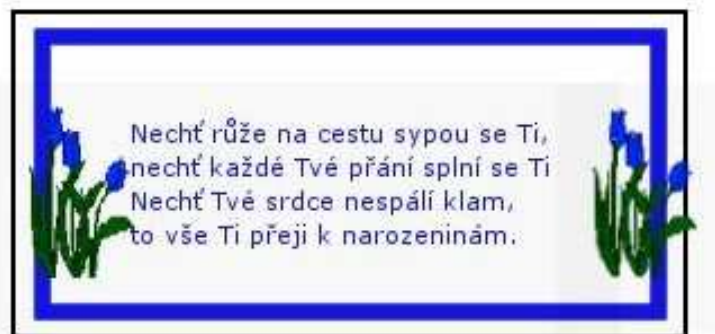 Nechť růže na cestu sypou se Ti,
nechť každé Tvé přání splní se Ti
Nechť Tvé srdce nespálí klam,
to vše Ti přeji k narozeninám.